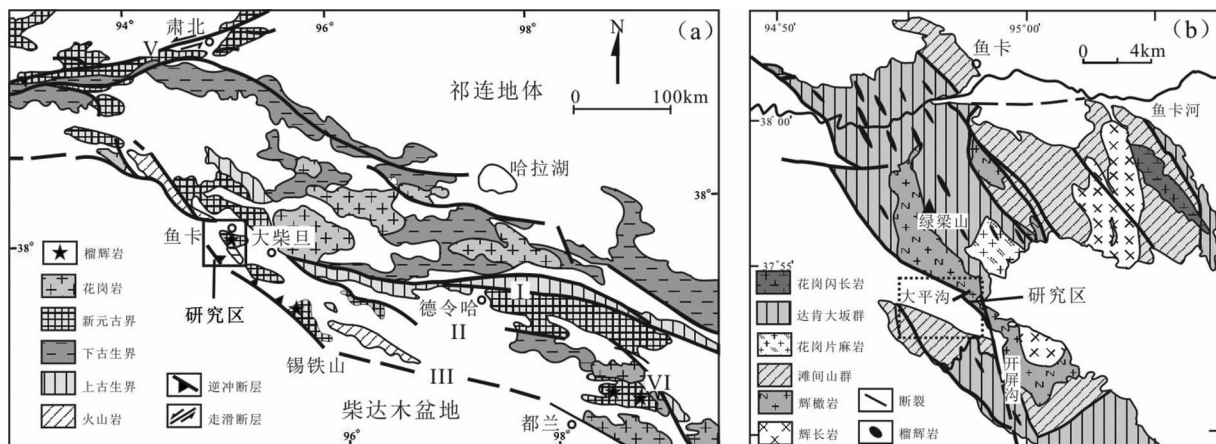 94°
96°
98°
(a)
肃北
V
N
0 100km
祁连地体
哈拉湖
38°
38°
鱼卡
大柴旦
研究区
德令哈
I
II
锡铁山
III
柴达木盆地
都兰
VI
96°
98°
榴辉岩
花岗岩
新元古界
下古生界
上古生界
火山岩
逆冲断层
走滑断层
94°50′
95°00′
(b)
鱼卡
0 4km
鱼卡河
38°00′
绿梁山
37°55′
大平沟
研究区
开屏沟
花岗闪长岩
达肯大坂群
花岗片麻岩
滩间山群
辉橄岩
辉长岩
断裂
榴辉岩